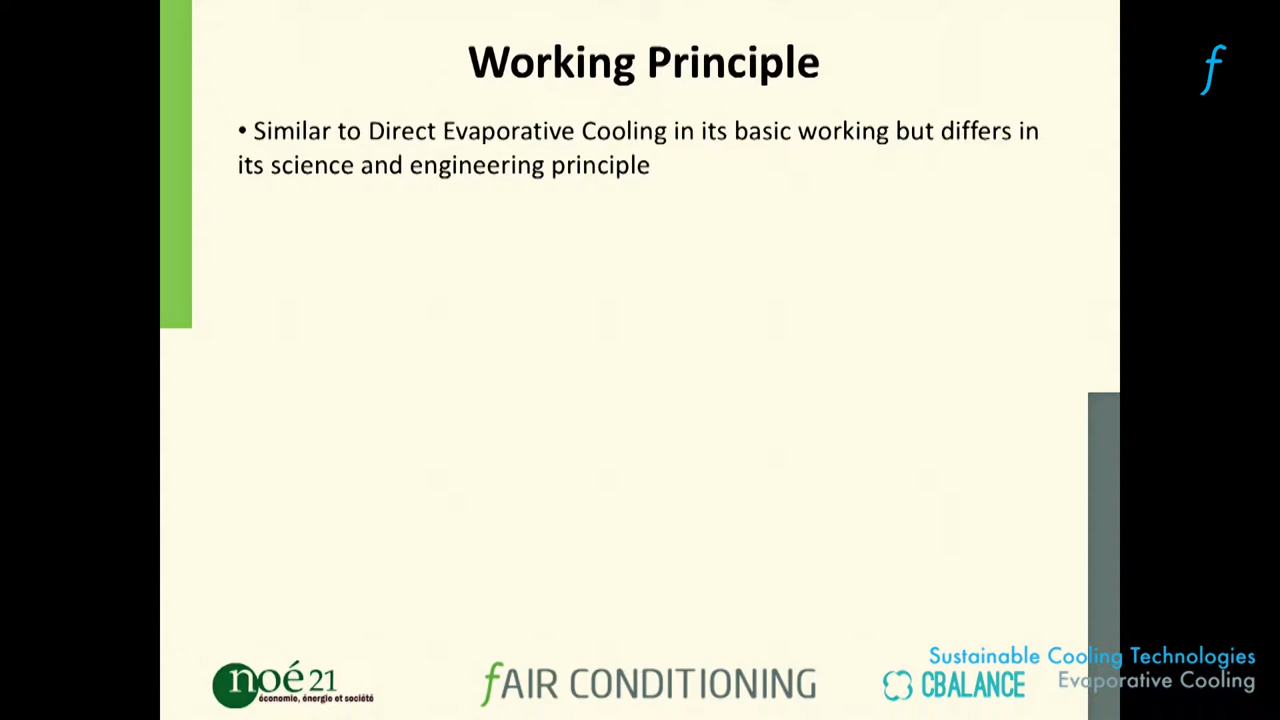 Working Principle
f
• Similar to Direct Evaporative Cooling in its basic working but differs in
its science and engineering principle
Sustainable Cooling Technologies
noé21
économie, énergie et société
fAIR CONDITIONING
CBALANCE
Evaporative Cooling